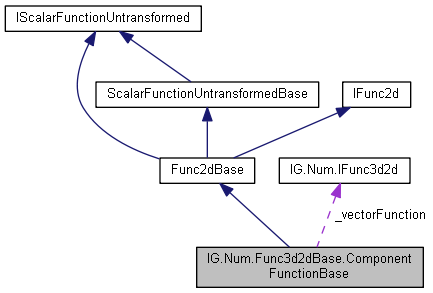 IScalarFunctionUntransformed
ScalarFunctionUntransformedBase
IFunc2d
Func2dBase
IG.Num.IFunc3d2d
_vectorFunction
IG.Num.Func3d2dBase.Component
FunctionBase